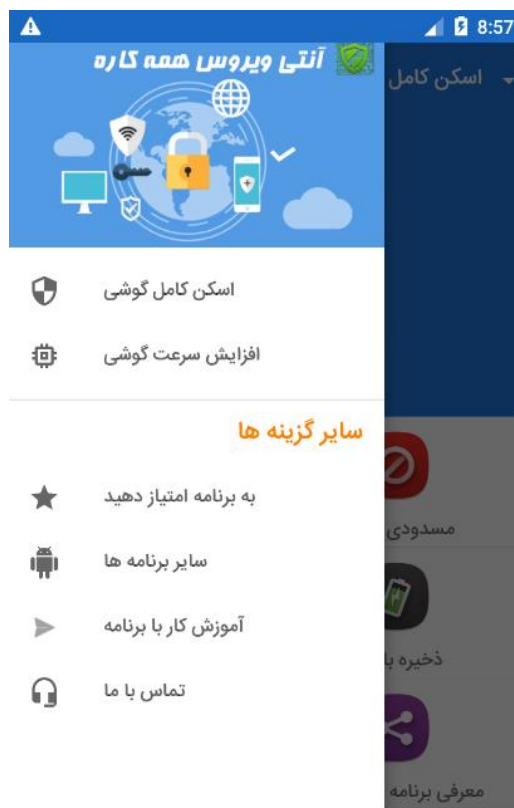 8:57
آنتی ویروس همه کاره
اسکن کامل
اسکن کامل گوشی
افزایش سرعت گوشی
سایر گزینه ها
به برنامه امتیاز دهید
سایر برنامه ها
آموزش کار با برنامه
تماس با ما
مسدودی
ذخیره
معرفی برنامه